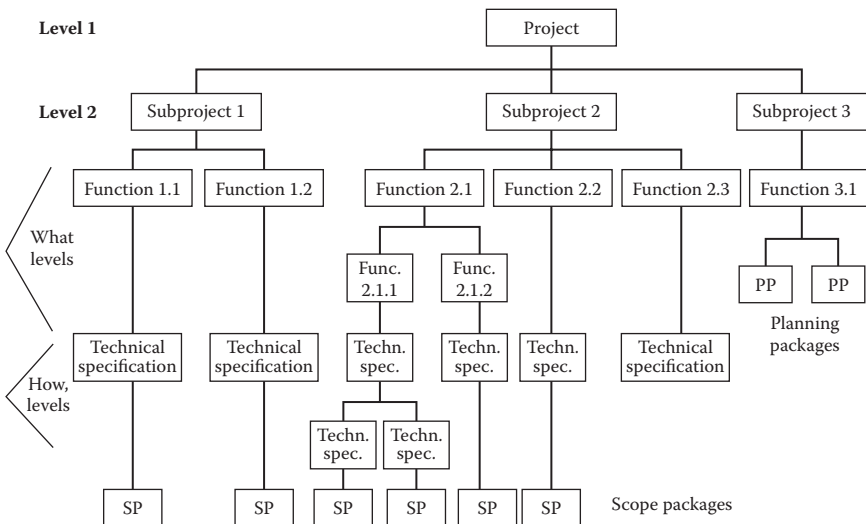 Level 1
Project
Level 2
Subproject 1
Subproject 2
Subproject 3
Function 1.1
Function 1.2
Function 2.1
Function 2.2
Function 2.3
Function 3.1
What
levels
Func.
2.1.1
Func.
2.1.2
PP
PP
Planning
packages
How,
levels
Technical
specification
Technical
specification
Techn.
spec.
Techn.
spec.
Techn.
spec.
Technical
specification
Techn.
spec.
Techn.
spec.
SP
SP
SP
SP
SP
SP
Scope packages